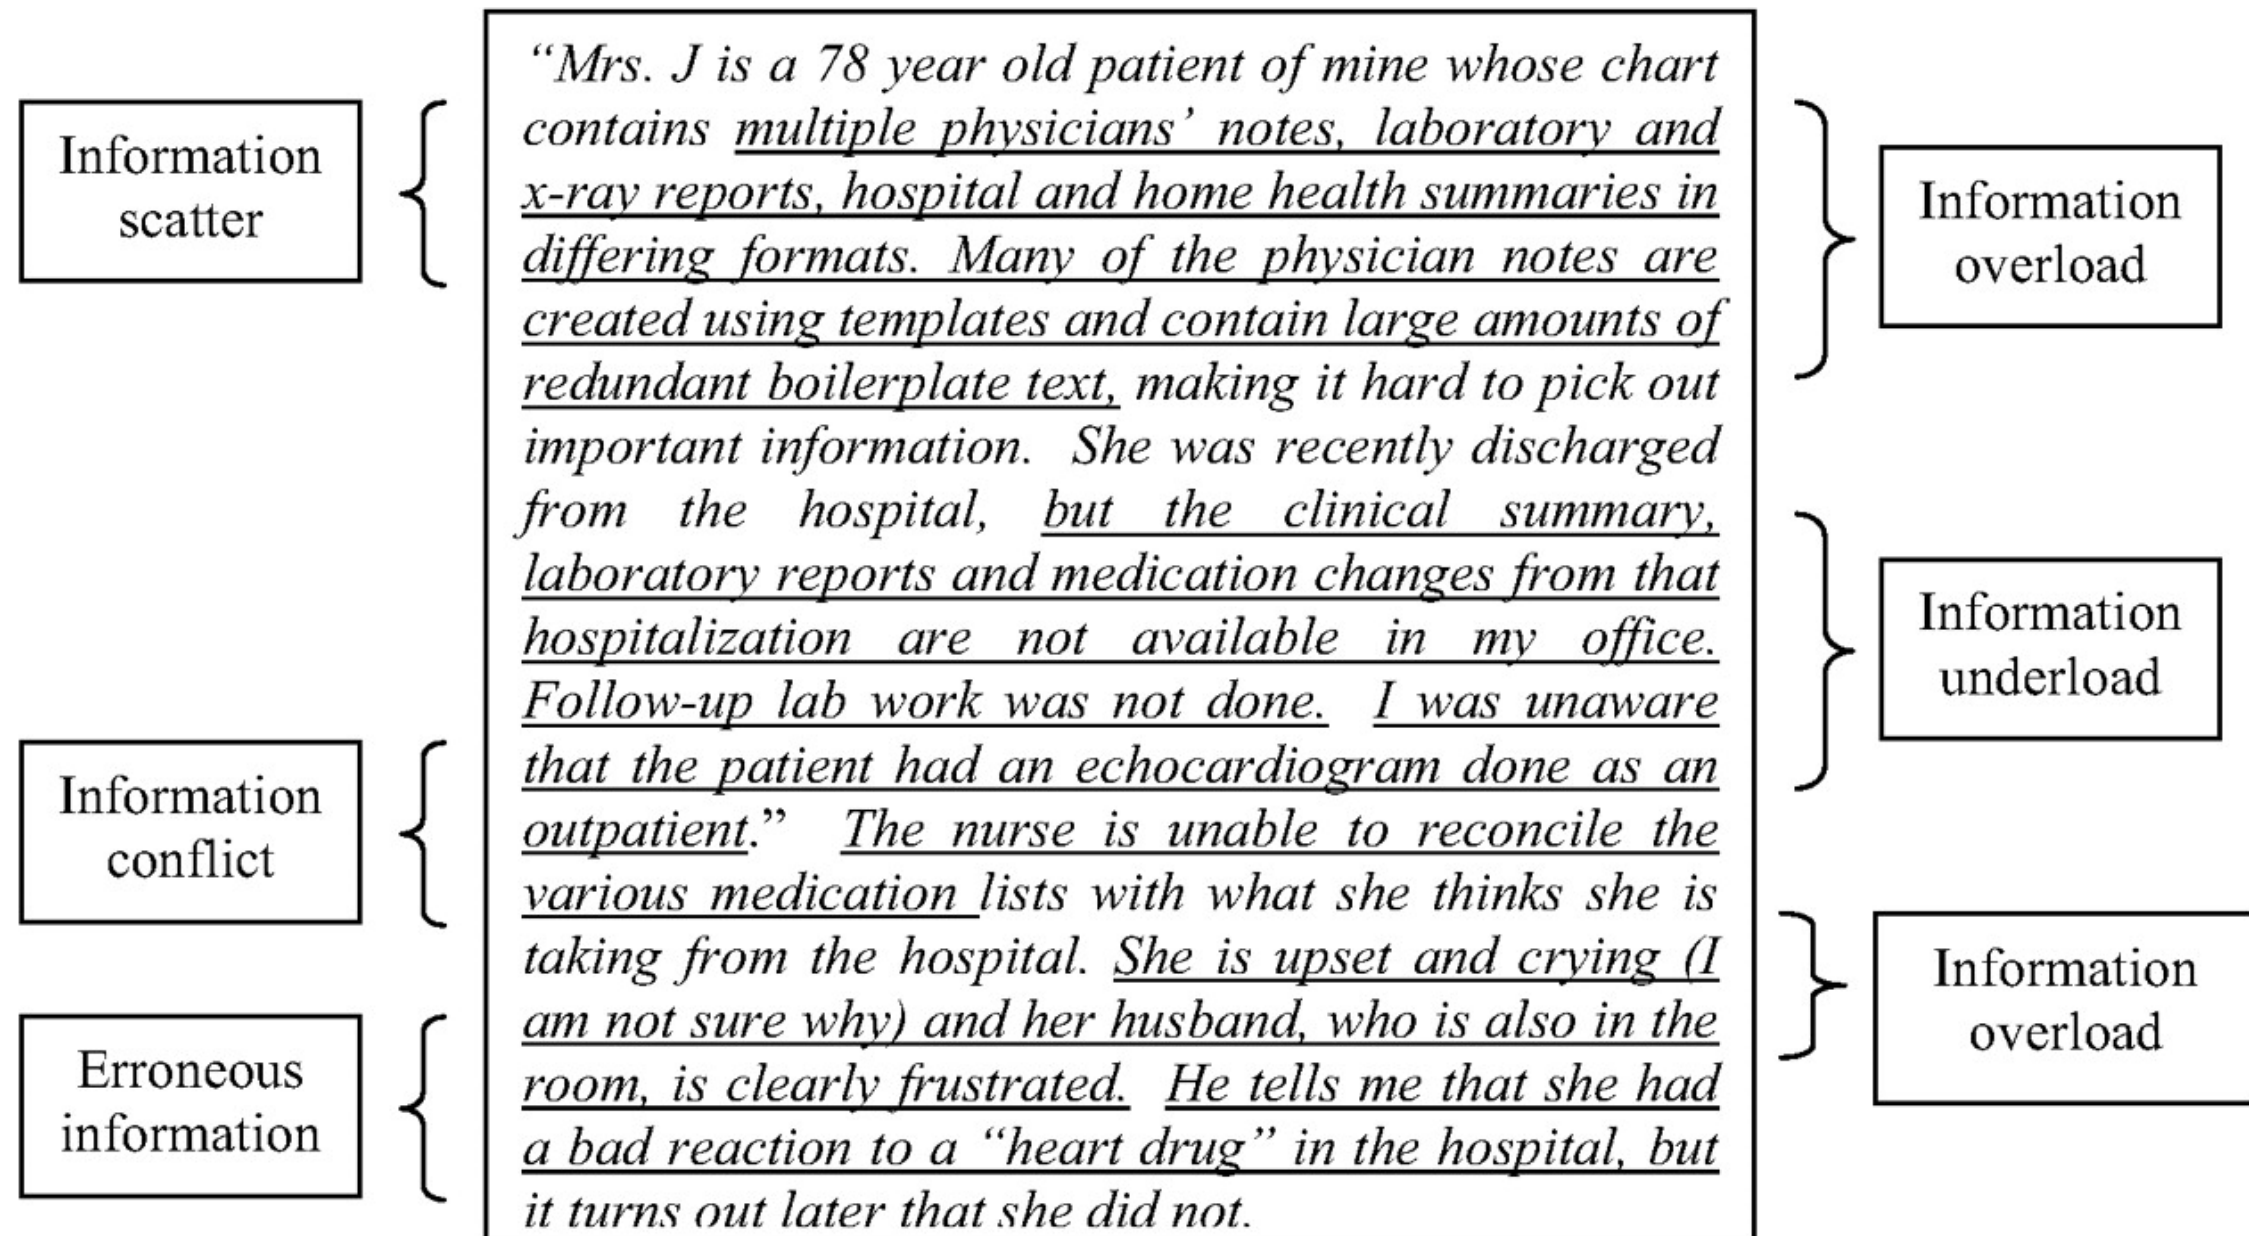 Information
scatter
Information
conflict
Erroneous
information
“Mrs. J is a 78 year old patient of mine whose chart
contains multiple physicians’ notes, laboratory and
x-ray reports, hospital and home health summaries in
differing formats. Many of the physician notes are
created using templates and contain large amounts of
redundant boilerplate text, making it hard to pick out
important information. She was recently discharged
from the hospital, but the clinical summary,
laboratory reports and medication changes from that
hospitalization are not available in my office.
Follow-up lab work was not done. I was unaware
that the patient had an echocardiogram done as an
outpatient.” The nurse is unable to reconcile the
various medication lists with what she thinks she is
taking from the hospital. She is upset and crying (I
am not sure why) and her husband, who is also in the
room, is clearly frustrated. He tells me that she had
a bad reaction to a “heart drug” in the hospital, but
it turns out later that she did not.
Information
overload
Information
underload
Information
overload